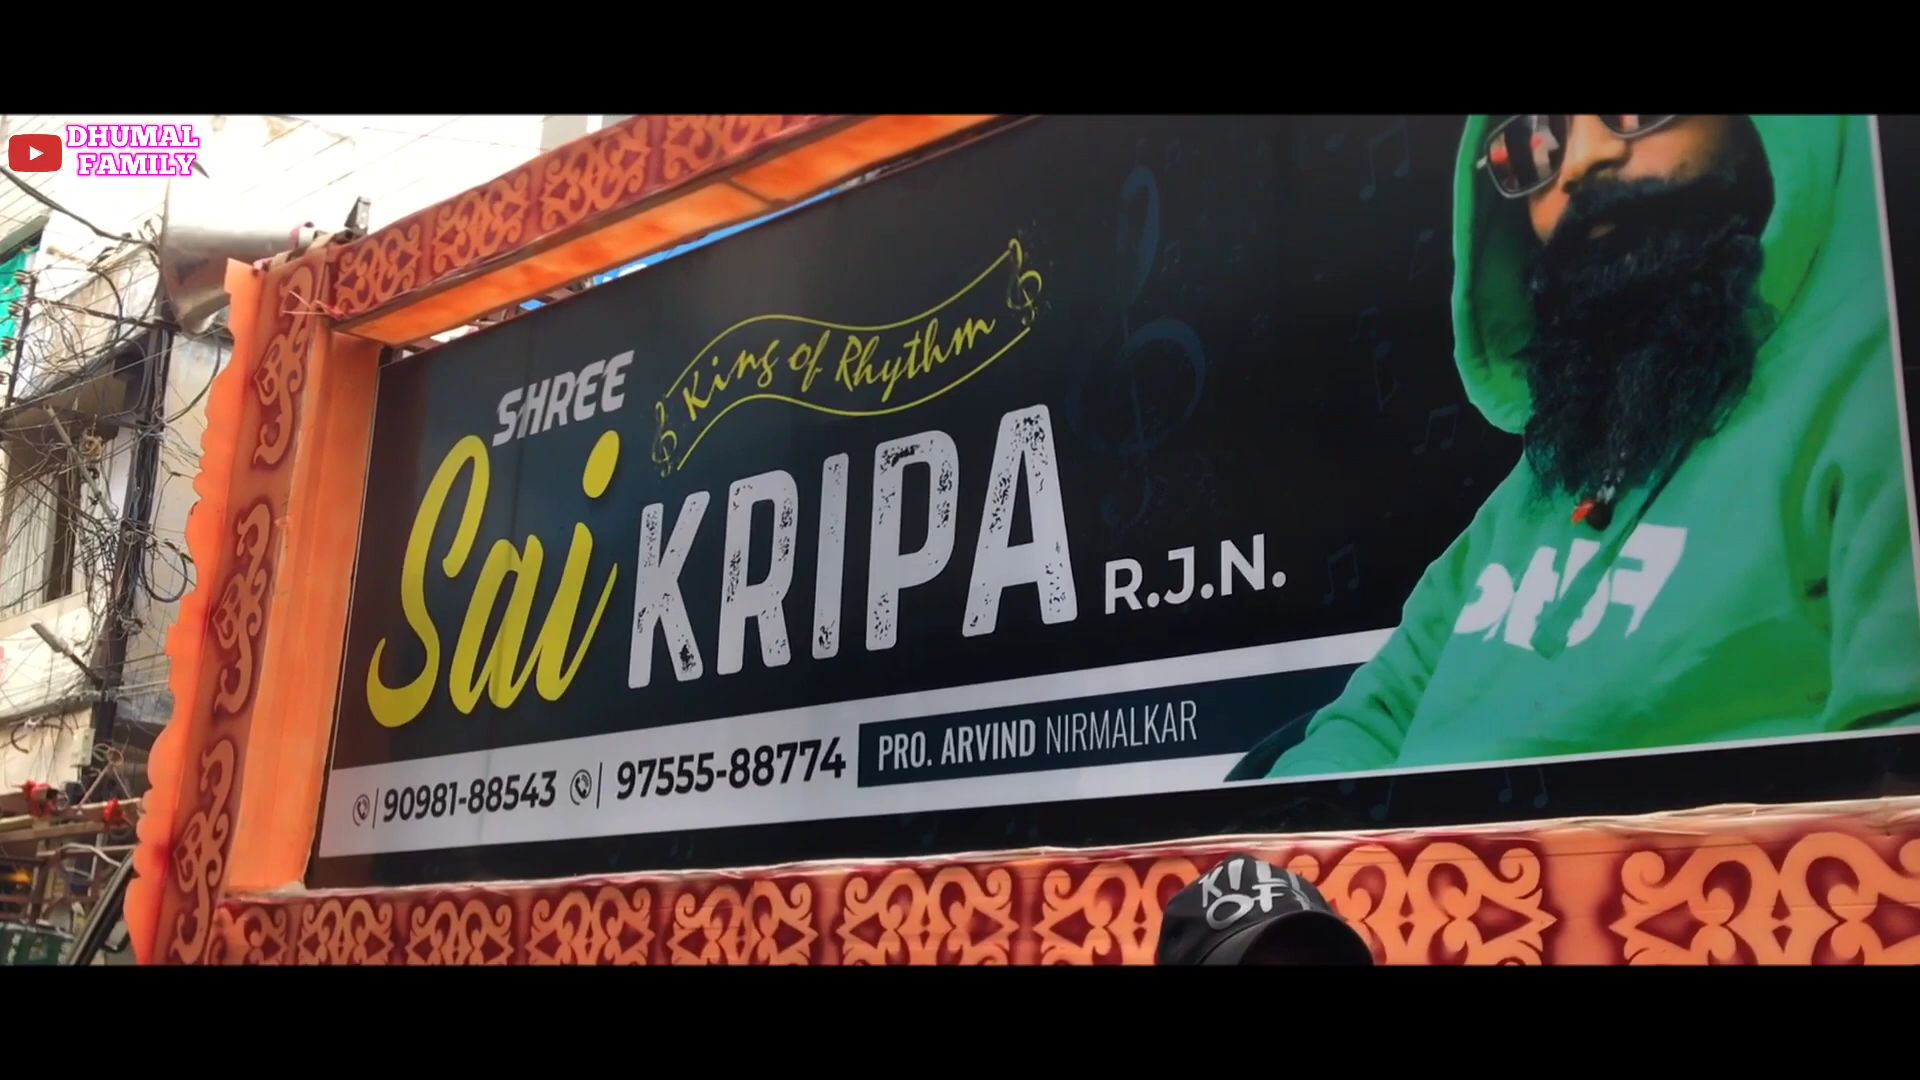 DHUMAL
FAMILY
SHREE
King of Rhythm
Sai KRIPA R.J.N.
90981-88543 97555-88774 PRO. ARVIND NIRMALKAR